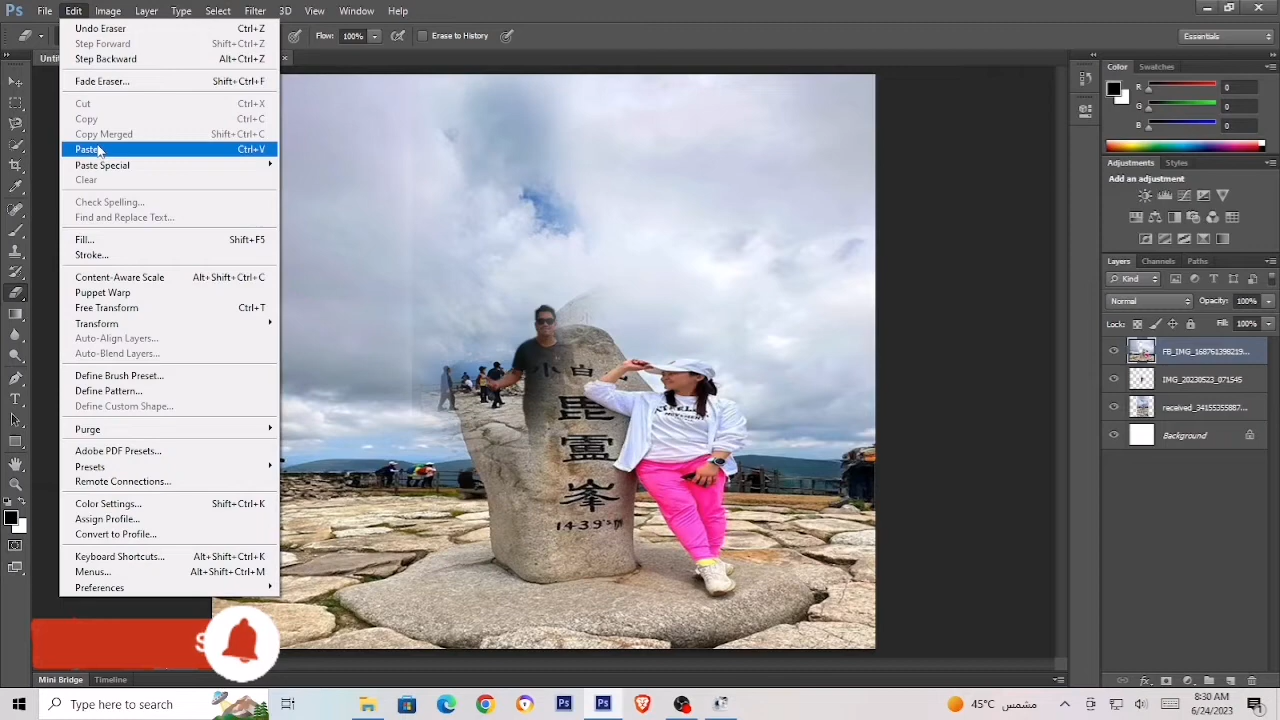 File Edit Image Layer Type Select Filter 3D View Window Help
Flow: 100% Erase to History Essentials
Undo Eraser Ctrl+Z
Step Forward Shift+Ctrl+Z
Step Backward Alt+Ctrl+Z
Fade Eraser... Shift+Ctrl+F
Cut Ctrl+X
Copy Ctrl+C
Copy Merged Shift+Ctrl+C
Paste Ctrl+V
Paste Special
Clear
Check Spelling...
Find and Replace Text...
Fill... Shift+F5
Stroke...
Content-Aware Scale Alt+Shift+Ctrl+C
Puppet Warp
Free Transform Ctrl+T
Transform
Auto-Align Layers...
Auto-Blend Layers...
Define Brush Preset...
Define Pattern...
Define Custom Shape...
Purge
Adobe PDF Presets...
Presets
Remote Connections...
Color Settings... Shift+Ctrl+K
Assign Profile...
Convert to Profile...
Keyboard Shortcuts... Alt+Shift+Ctrl+K
Menus... Alt+Shift+Ctrl+M
Preferences
小白
毘
靈
峯
Color Swatches
R 0
G 0
B 0
Adjustments Styles
Add an adjustment
Layers Channels Paths
Kind
Normal Opacity: 100%
Lock: Fill: 100%
FB_IMG_168761398219...
IMG_20230523_071545
received_34155355887...
Background
Mini Bridge Timeline
Type here to search
45°C مشمس
8:30 AM
6/24/2023